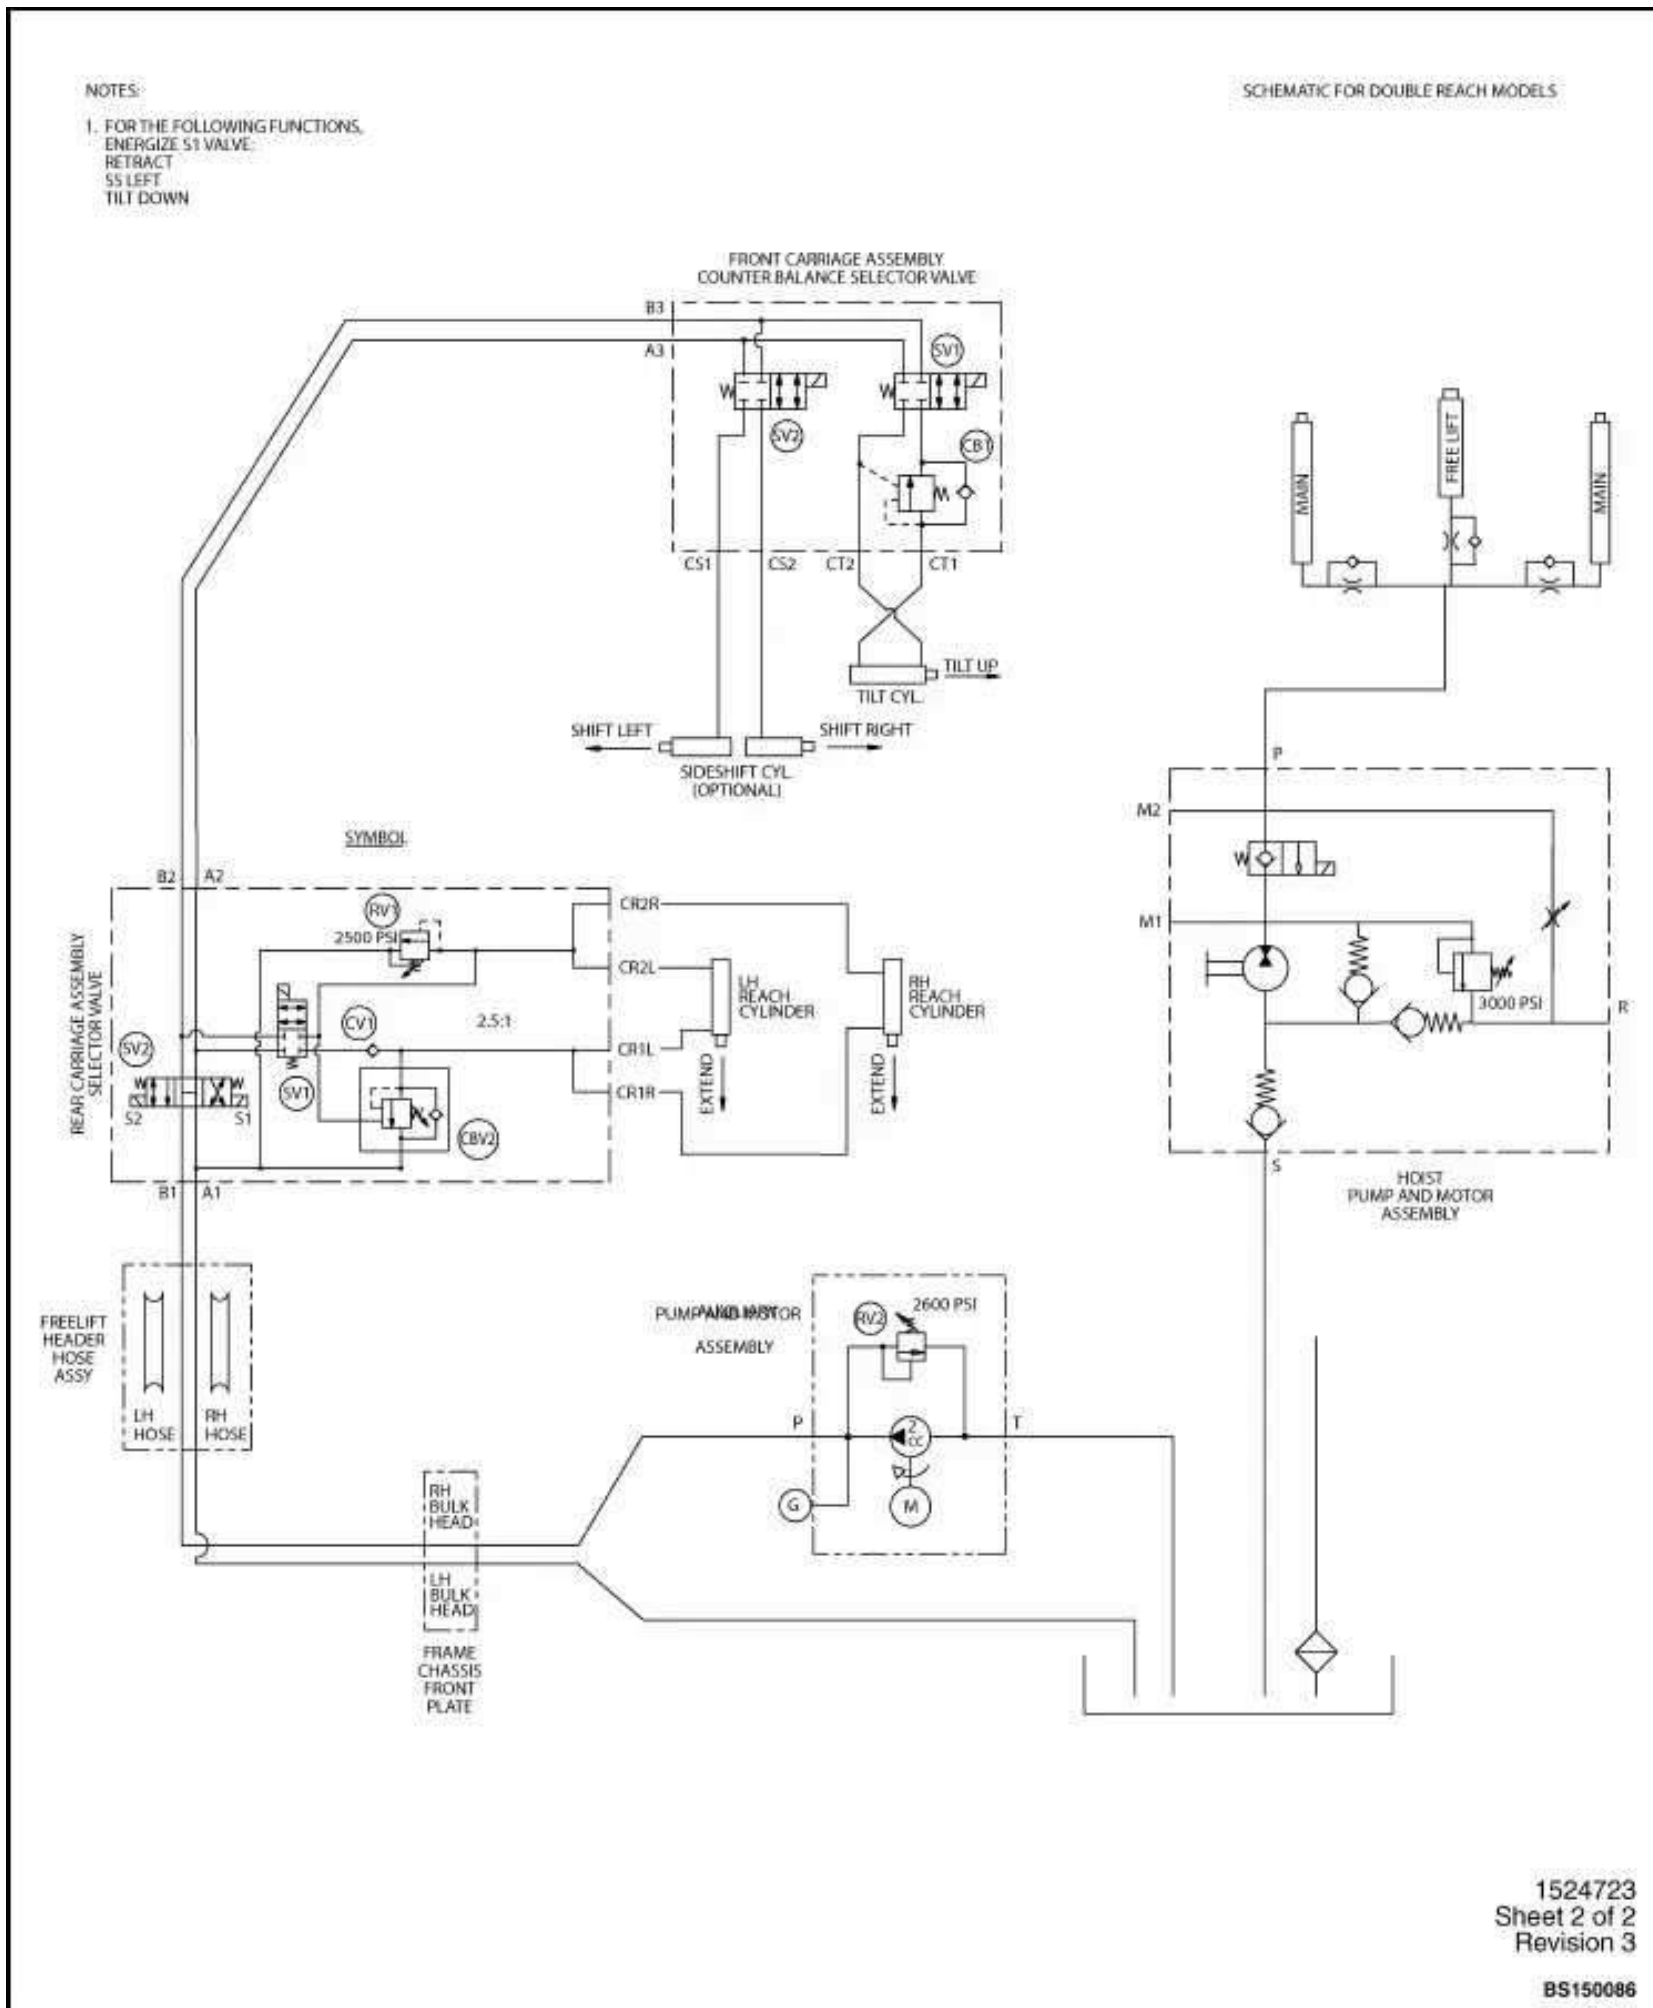 NOTES:
SCHEMATIC FOR DOUBLE REACH MODELS
1. FOR THE FOLLOWING FUNCTIONS,
ENERGIZE S1 VALVE:
RETRACT
SS LEFT
TILT DOWN
FRONT CARRIAGE ASSEMBLY
COUNTER BALANCE SELECTOR VALVE
B3
A3
SV1
SV2
CB1
CS1
CS2
CT2
CT1
TILT UP
TILT CYL.
SHIFT LEFT
SHIFT RIGHT
SIDESHIFT CYL.
(OPTIONAL)
MAIN
FREE LIFT
MAIN
P
M2
M1
3000 PSI
R
S
HOIST
PUMP AND MOTOR
ASSEMBLY
SYMBOL
B2
A2
RV1
2500 PSI
CR2R
CR2L
LH
REACH
CYLINDER
RH
REACH
CYLINDER
CV1
2.5:1
SV2
SV1
CR1L
CR1R
EXTEND
EXTEND
S2
S1
CBV2
REAR CARRIAGE ASSEMBLY
SELECTOR VALVE
B1
A1
FREELIFT
HEADER
HOSE
ASSY
LH
HOSE
RH
HOSE
AUXILIARY
PUMP AND MOTOR
ASSEMBLY
RV2
2600 PSI
P
T
2
CC
G
M
RH
BULK
HEAD
LH
BULK
HEAD
FRAME
CHASSIS
FRONT
PLATE
1524723
Sheet 2 of 2
Revision 3
BS150086